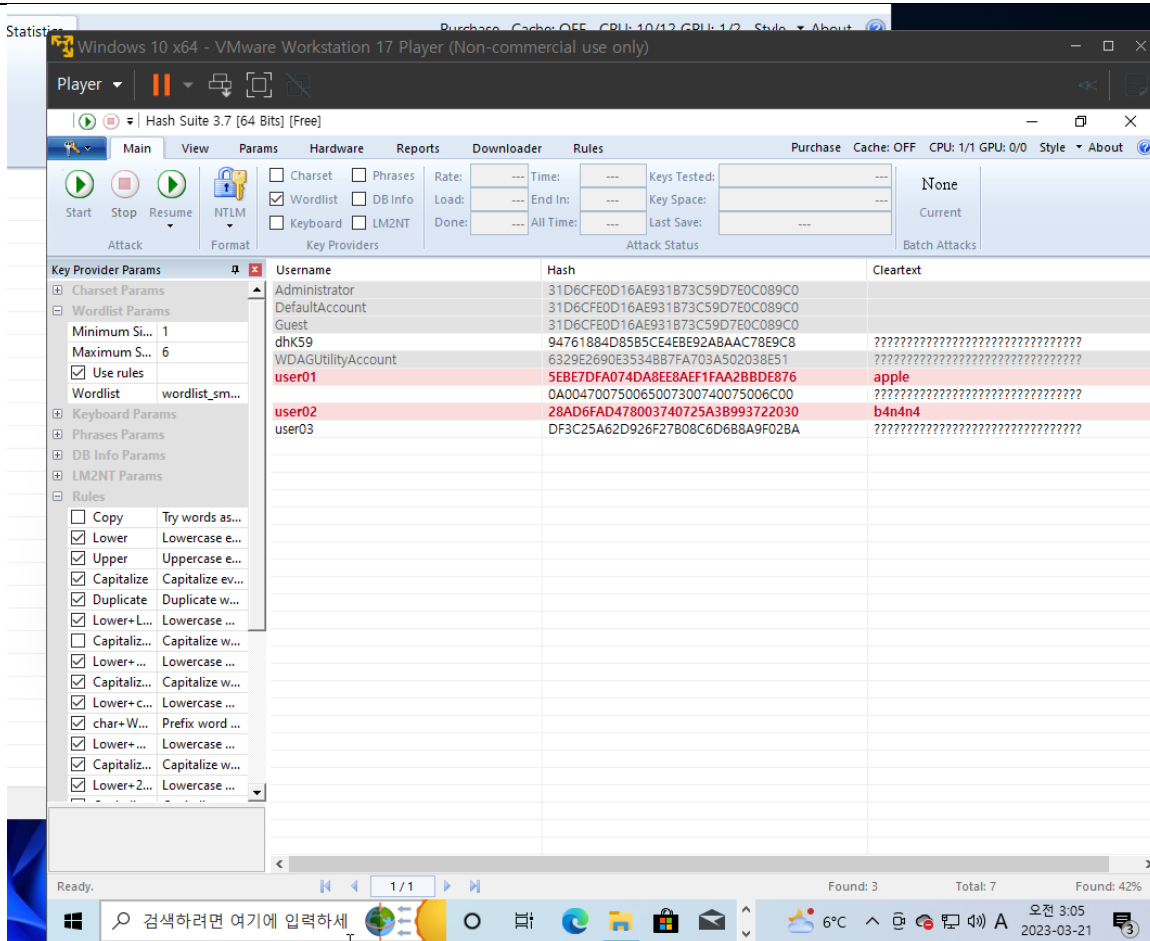 Purchase Cache: OFF CPU: 10/12 GPU: 1/2 Style About
Windows 10 x64 - VMware Workstation 17 Player (Non-commercial use only)
Player
Hash Suite 3.7 [64 Bits] [Free]
Main View Params Hardware Reports Downloader Rules Purchase Cache: OFF CPU: 1/1 GPU: 0/0 Style About
Charset Phrases Rate: --- Time: --- Keys Tested: ---
Wordlist DB Info Load: --- End In: --- Key Space: ---
Keyboard LM2NT Done: --- All Time: --- Last Save: ---
Start Stop Resume NTLM
None
Current
Attack Format Key Providers Attack Status Batch Attacks
Key Provider Params Username Hash Cleartext
Charset Params Administrator 31D6CFE0D16AE931B73C59D7E0C089C0
Wordlist Params DefaultAccount 31D6CFE0D16AE931B73C59D7E0C089C0
Minimum Si... 1 Guest 31D6CFE0D16AE931B73C59D7E0C089C0
Maximum S... 6 dhK59 94761884D85B5CE4EBE92ABAAC78E9C8 ????????????????????????????????
Use rules WDAGUtilityAccount 6329E2690E3534BB7FA703A502038E51 ????????????????????????????????
Wordlist wordlist_sm... user01 5EBE7DFA074DA8EE8AEF1FAA2BBDE876 apple
0A004700750065007300740075006C00 ????????????????????????????????
Keyboard Params user02 28AD6FAD478003740725A3B993722030 b4n4n4
Phrases Params user03 DF3C25A62D926F27B08C6D6B8A9F02BA ????????????????????????????????
DB Info Params
LM2NT Params
Rules
Copy Try words as...
Lower Lowercase e...
Upper Uppercase e...
Capitalize Capitalize ev...
Duplicate Duplicate w...
Lower+L... Lowercase ...
Capitaliz... Capitalize w...
Lower+... Lowercase ...
Capitaliz... Capitalize w...
Lower+c... Lowercase ...
char+W... Prefix word ...
Lower+... Lowercase ...
Capitaliz... Capitalize w...
Lower+2... Lowercase ...
Ready. 1/1 Found: 3 Total: 7 Found: 42%
검색하려면 여기에 입력하세 6°C A 오전 3:05
2023-03-21
3